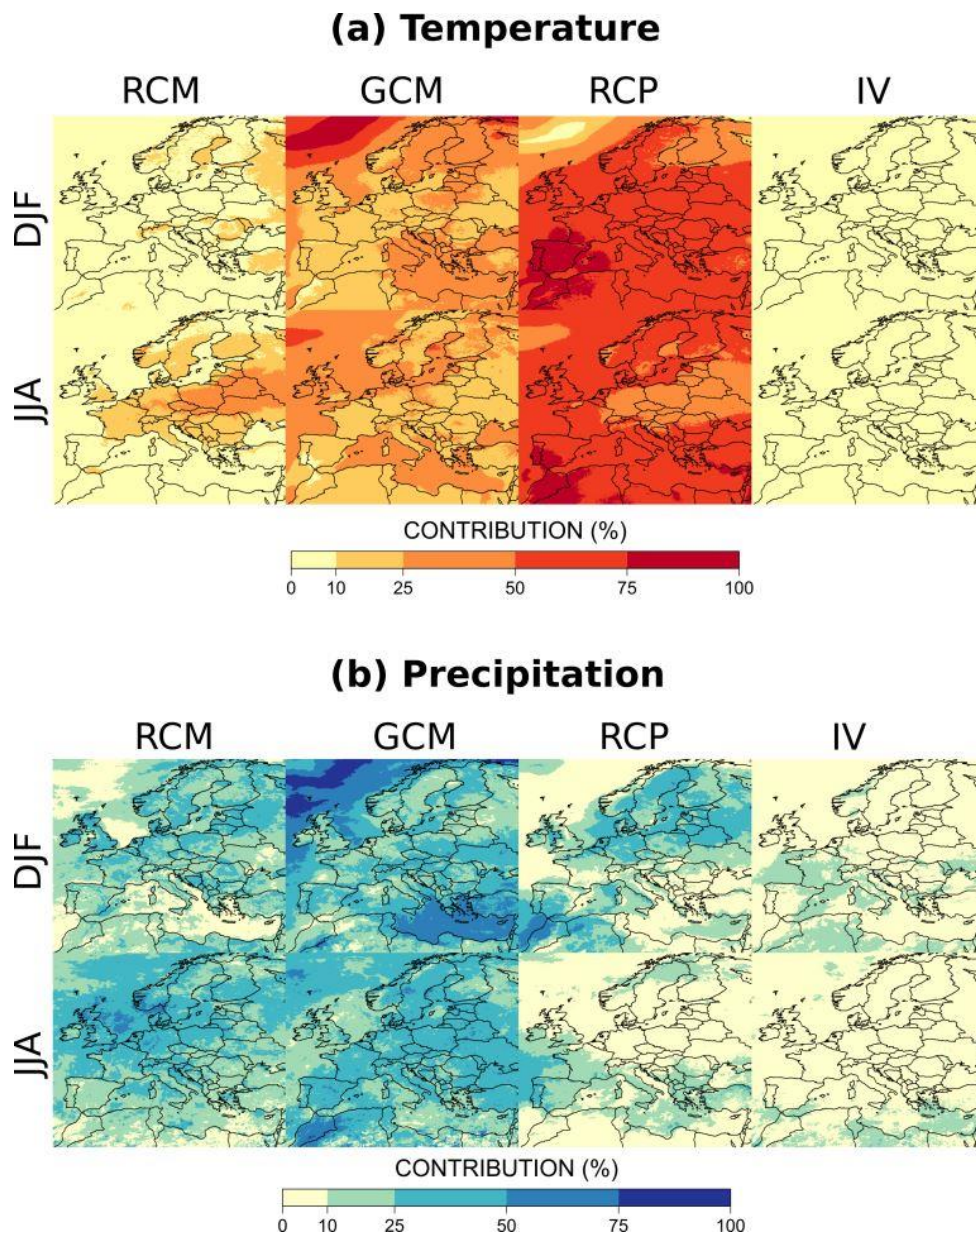 (a) Temperature
RCM GCM RCP IV
DJF
JJA
CONTRIBUTION (%)
0 10 25 50 75 100
(b) Precipitation
RCM GCM RCP IV
DJF
JJA
CONTRIBUTION (%)
0 10 25 50 75 100